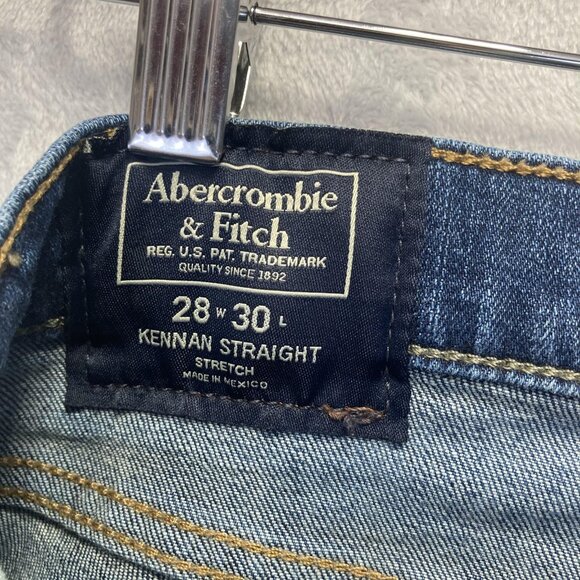 Abercrombie
& Fitch
REG. U.S. PAT. TRADEMARK
QUALITY SINCE 1892
28 W 30 L
KENNAN STRAIGHT
STRETCH
MADE IN MEXICO